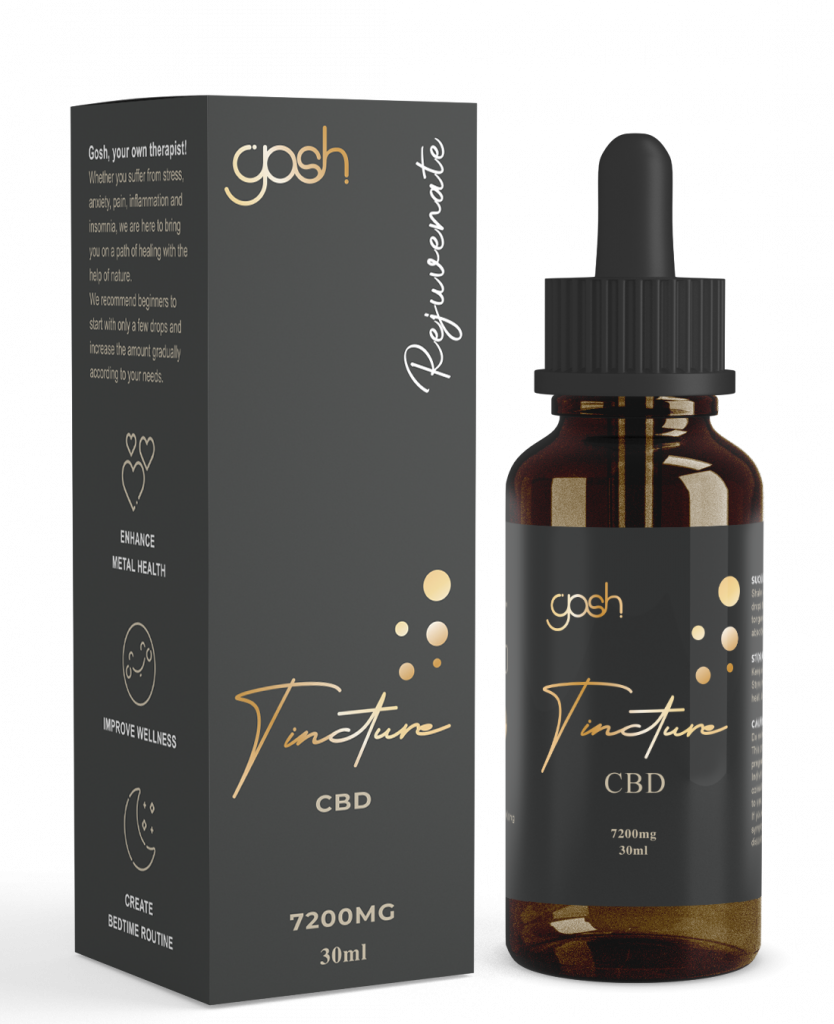 Gosh, your own therapist!
Whether you suffer from stress,
anxiety, pain, inflammation and
insomnia, we are here to bring
you on a path of healing with the
help of nature.
We recommend beginners to
start with only a few drops and
increase the amount gradually
according to your needs.
ENHANCE
METAL HEALTH
IMPROVE WELLNESS
CREATE
BEDTIME ROUTINE
gosh
Rejuvenate
Tincture
CBD
7200MG
30ml
gosh
Tincture
CBD
7200mg
30ml